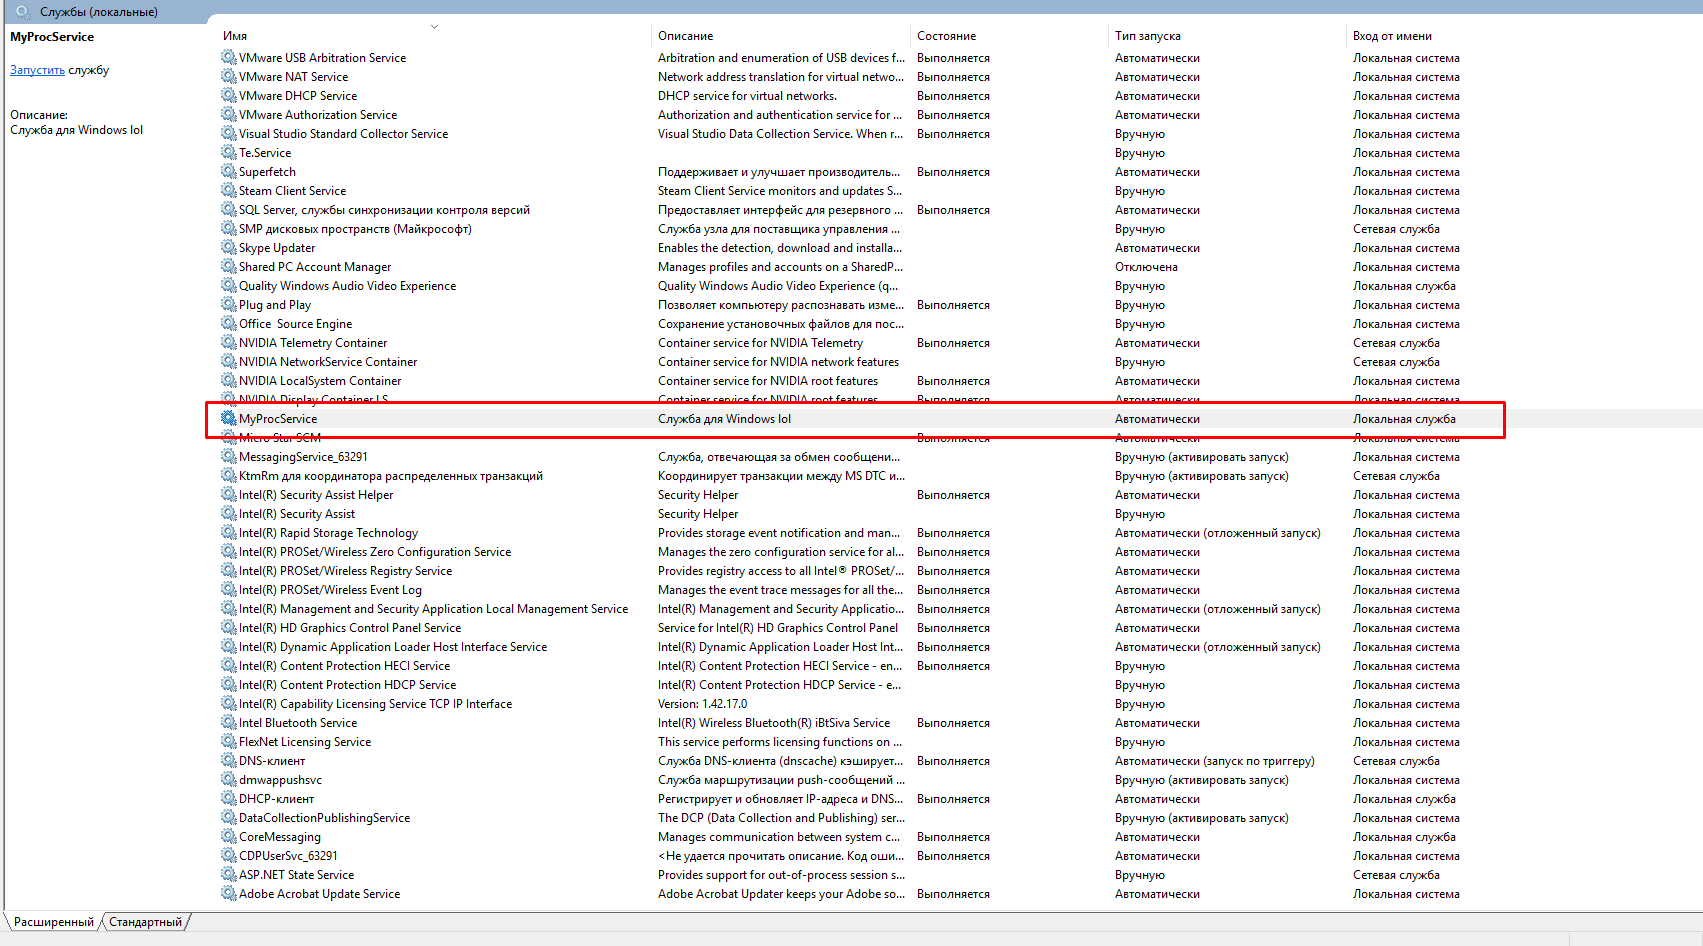 Службы (локальные)
MyProcService
Запустить службу
Описание:
Служба для Windows lol
Имя Описание Состояние Тип запуска Вход от имени
VMware USB Arbitration Service Arbitration and enumeration of USB devices f... Выполняется Автоматически Локальная система
VMware NAT Service Network address translation for virtual netwo... Выполняется Автоматически Локальная система
VMware DHCP Service DHCP service for virtual networks. Выполняется Автоматически Локальная система
VMware Authorization Service Authorization and authentication service for ... Выполняется Автоматически Локальная система
Visual Studio Standard Collector Service Visual Studio Data Collection Service. When r... Выполняется Вручную Локальная система
Te.Service Вручную Локальная система
Superfetch Поддерживает и улучшает производитель... Выполняется Автоматически Локальная система
Steam Client Service Steam Client Service monitors and updates S... Вручную Локальная система
SQL Server, службы синхронизации контроля версий Предоставляет интерфейс для резервного ... Выполняется Автоматически Локальная система
SMP дисковых пространств (Майкрософт) Служба узла для поставщика управления ... Вручную Сетевая служба
Skype Updater Enables the detection, download and installa... Автоматически Локальная система
Shared PC Account Manager Manages profiles and accounts on a SharedP... Отключена Локальная система
Quality Windows Audio Video Experience Quality Windows Audio Video Experience (q... Вручную Локальная служба
Plug and Play Позволяет компьютеру распознавать изме... Выполняется Вручную Локальная система
Office  Source Engine Сохранение установочных файлов для пос... Вручную Локальная система
NVIDIA Telemetry Container Container service for NVIDIA Telemetry Выполняется Автоматически Сетевая служба
NVIDIA NetworkService Container Container service for NVIDIA network features Вручную Сетевая служба
NVIDIA LocalSystem Container Container service for NVIDIA root features Выполняется Автоматически Локальная система
NVIDIA Display Container LS Container service for NVIDIA root features Выполняется Автоматически Локальная система
MyProcService Служба для Windows lol Автоматически Локальная служба
Micro Star SCM Выполняется Автоматически Локальная система
MessagingService_63291 Служба, отвечающая за обмен сообщени... Вручную (активировать запуск) Локальная система
KtmRm для координатора распределенных транзакций Координирует транзакции между MS DTC и... Вручную (активировать запуск) Сетевая служба
Intel(R) Security Assist Helper Security Helper Выполняется Автоматически Локальная система
Intel(R) Security Assist Security Helper Вручную Локальная система
Intel(R) Rapid Storage Technology Provides storage event notification and man... Выполняется Автоматически (отложенный запуск) Локальная система
Intel(R) PROSet/Wireless Zero Configuration Service Manages the zero configuration service for al... Выполняется Автоматически Локальная система
Intel(R) PROSet/Wireless Registry Service Provides registry access to all Intel® PROSet/... Выполняется Автоматически Локальная система
Intel(R) PROSet/Wireless Event Log Manages the event trace messages for all the... Выполняется Автоматически Локальная система
Intel(R) Management and Security Application Local Management Service Intel(R) Management and Security Applicatio... Выполняется Автоматически (отложенный запуск) Локальная система
Intel(R) HD Graphics Control Panel Service Service for Intel(R) HD Graphics Control Panel Выполняется Автоматически Локальная система
Intel(R) Dynamic Application Loader Host Interface Service Intel(R) Dynamic Application Loader Host Int... Выполняется Автоматически (отложенный запуск) Локальная система
Intel(R) Content Protection HECI Service Intel(R) Content Protection HECI Service - en... Выполняется Вручную Локальная система
Intel(R) Content Protection HDCP Service Intel(R) Content Protection HDCP Service - e... Вручную Локальная система
Intel(R) Capability Licensing Service TCP IP Interface Version: 1.42.17.0 Вручную Локальная система
Intel Bluetooth Service Intel(R) Wireless Bluetooth(R) iBtSiva Service Выполняется Автоматически Локальная система
FlexNet Licensing Service This service performs licensing functions on ... Вручную Локальная система
DNS-клиент Служба DNS-клиента (dnscache) кэширует... Выполняется Автоматически (запуск по триггеру) Сетевая служба
dmwappushsvc Служба маршрутизации push-сообщений ... Вручную (активировать запуск) Локальная система
DHCP-клиент Регистрирует и обновляет IP-адреса и DNS... Выполняется Автоматически Локальная служба
DataCollectionPublishingService The DCP (Data Collection and Publishing) ser... Вручную (активировать запуск) Локальная система
CoreMessaging Manages communication between system c... Выполняется Автоматически Локальная служба
CDPUserSvc_63291 <Не удается прочитать описание. Код оши... Выполняется Автоматически Локальная система
ASP.NET State Service Provides support for out-of-process session s... Вручную Сетевая служба
Adobe Acrobat Update Service Adobe Acrobat Updater keeps your Adobe so... Выполняется Автоматически Локальная система
Расширенный Стандартный